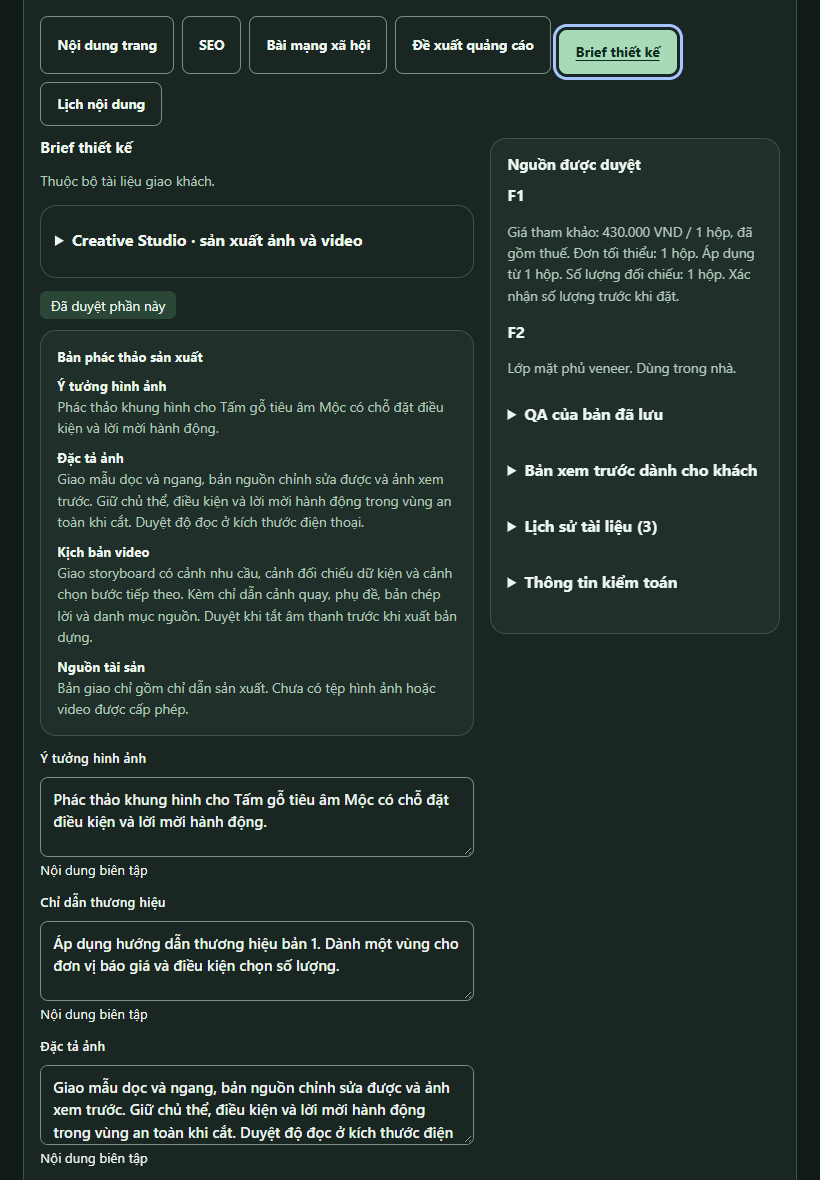 Nội dung trang
SEO
Bài mạng xã hội
Đề xuất quảng cáo
Brief thiết kế
Lịch nội dung
Brief thiết kế
Thuộc bộ tài liệu giao khách.
Creative Studio · sản xuất ảnh và video
Đã duyệt phần này
Bản phác thảo sản xuất
Ý tưởng hình ảnh
Phác thảo khung hình cho Tấm gỗ tiêu âm Mộc có chỗ đặt điều
kiện và lời mời hành động.
Đặc tả ảnh
Giao mẫu dọc và ngang, bản nguồn chỉnh sửa được và ảnh xem
trước. Giữ chủ thể, điều kiện và lời mời hành động trong vùng an
toàn khi cắt. Duyệt độ đọc ở kích thước điện thoại.
Kịch bản video
Giao storyboard có cảnh nhu cầu, cảnh đối chiếu dữ kiện và cảnh
chọn bước tiếp theo. Kèm chỉ dẫn cảnh quay, phụ đề, bản chép
lời và danh mục nguồn. Duyệt khi tắt âm thanh trước khi xuất bản
dựng.
Nguồn tài sản
Bản giao chỉ gồm chỉ dẫn sản xuất. Chưa có tệp hình ảnh hoặc
video được cấp phép.
Ý tưởng hình ảnh
Phác thảo khung hình cho Tấm gỗ tiêu âm Mộc có chỗ đặt
điều kiện và lời mời hành động.
Nội dung biên tập
Chỉ dẫn thương hiệu
Áp dụng hướng dẫn thương hiệu bản 1. Dành một vùng cho
đơn vị báo giá và điều kiện chọn số lượng.
Nội dung biên tập
Đặc tả ảnh
Giao mẫu dọc và ngang, bản nguồn chỉnh sửa được và ảnh
xem trước. Giữ chủ thể, điều kiện và lời mời hành động
trong vùng an toàn khi cắt. Duyệt độ đọc ở kích thước điện
Nội dung biên tập
Nguồn được duyệt
F1
Giá tham khảo: 430.000 VND / 1 hộp, đã
gồm thuế. Đơn tối thiểu: 1 hộp. Áp dụng
từ 1 hộp. Số lượng đối chiếu: 1 hộp. Xác
nhận số lượng trước khi đặt.
F2
Lớp mặt phủ veneer. Dùng trong nhà.
QA của bản đã lưu
Bản xem trước dành cho khách
Lịch sử tài liệu (3)
Thông tin kiểm toán